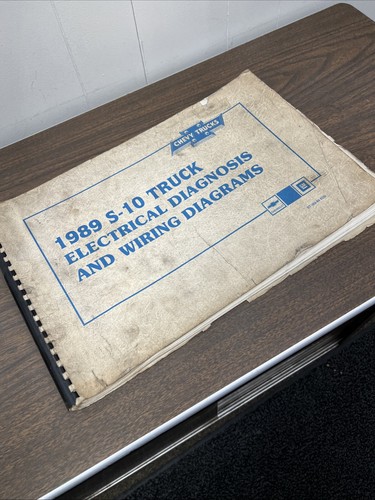 CHEVY TRUCKS
1989 S-10 TRUCK
ELECTRICAL DIAGNOSIS
AND WIRING DIAGRAMS